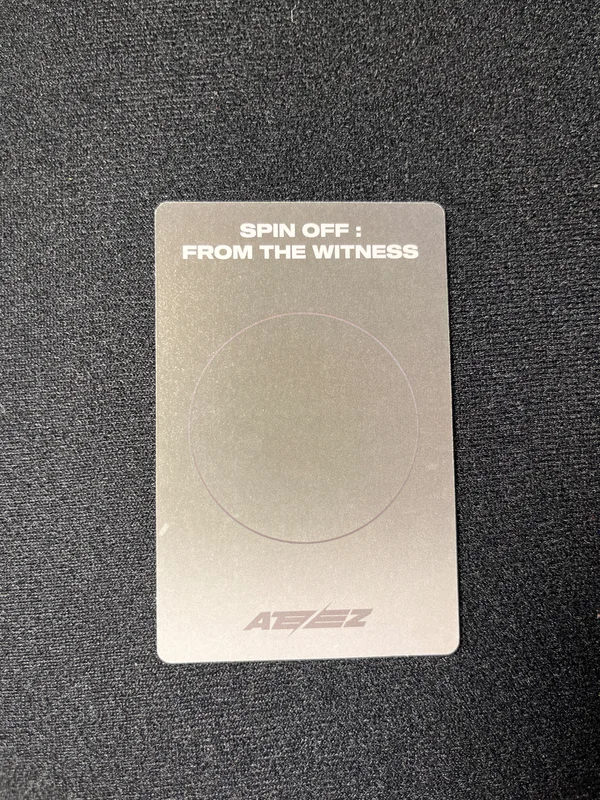 SPIN OFF :
FROM THE WITNESS
ATEEZ